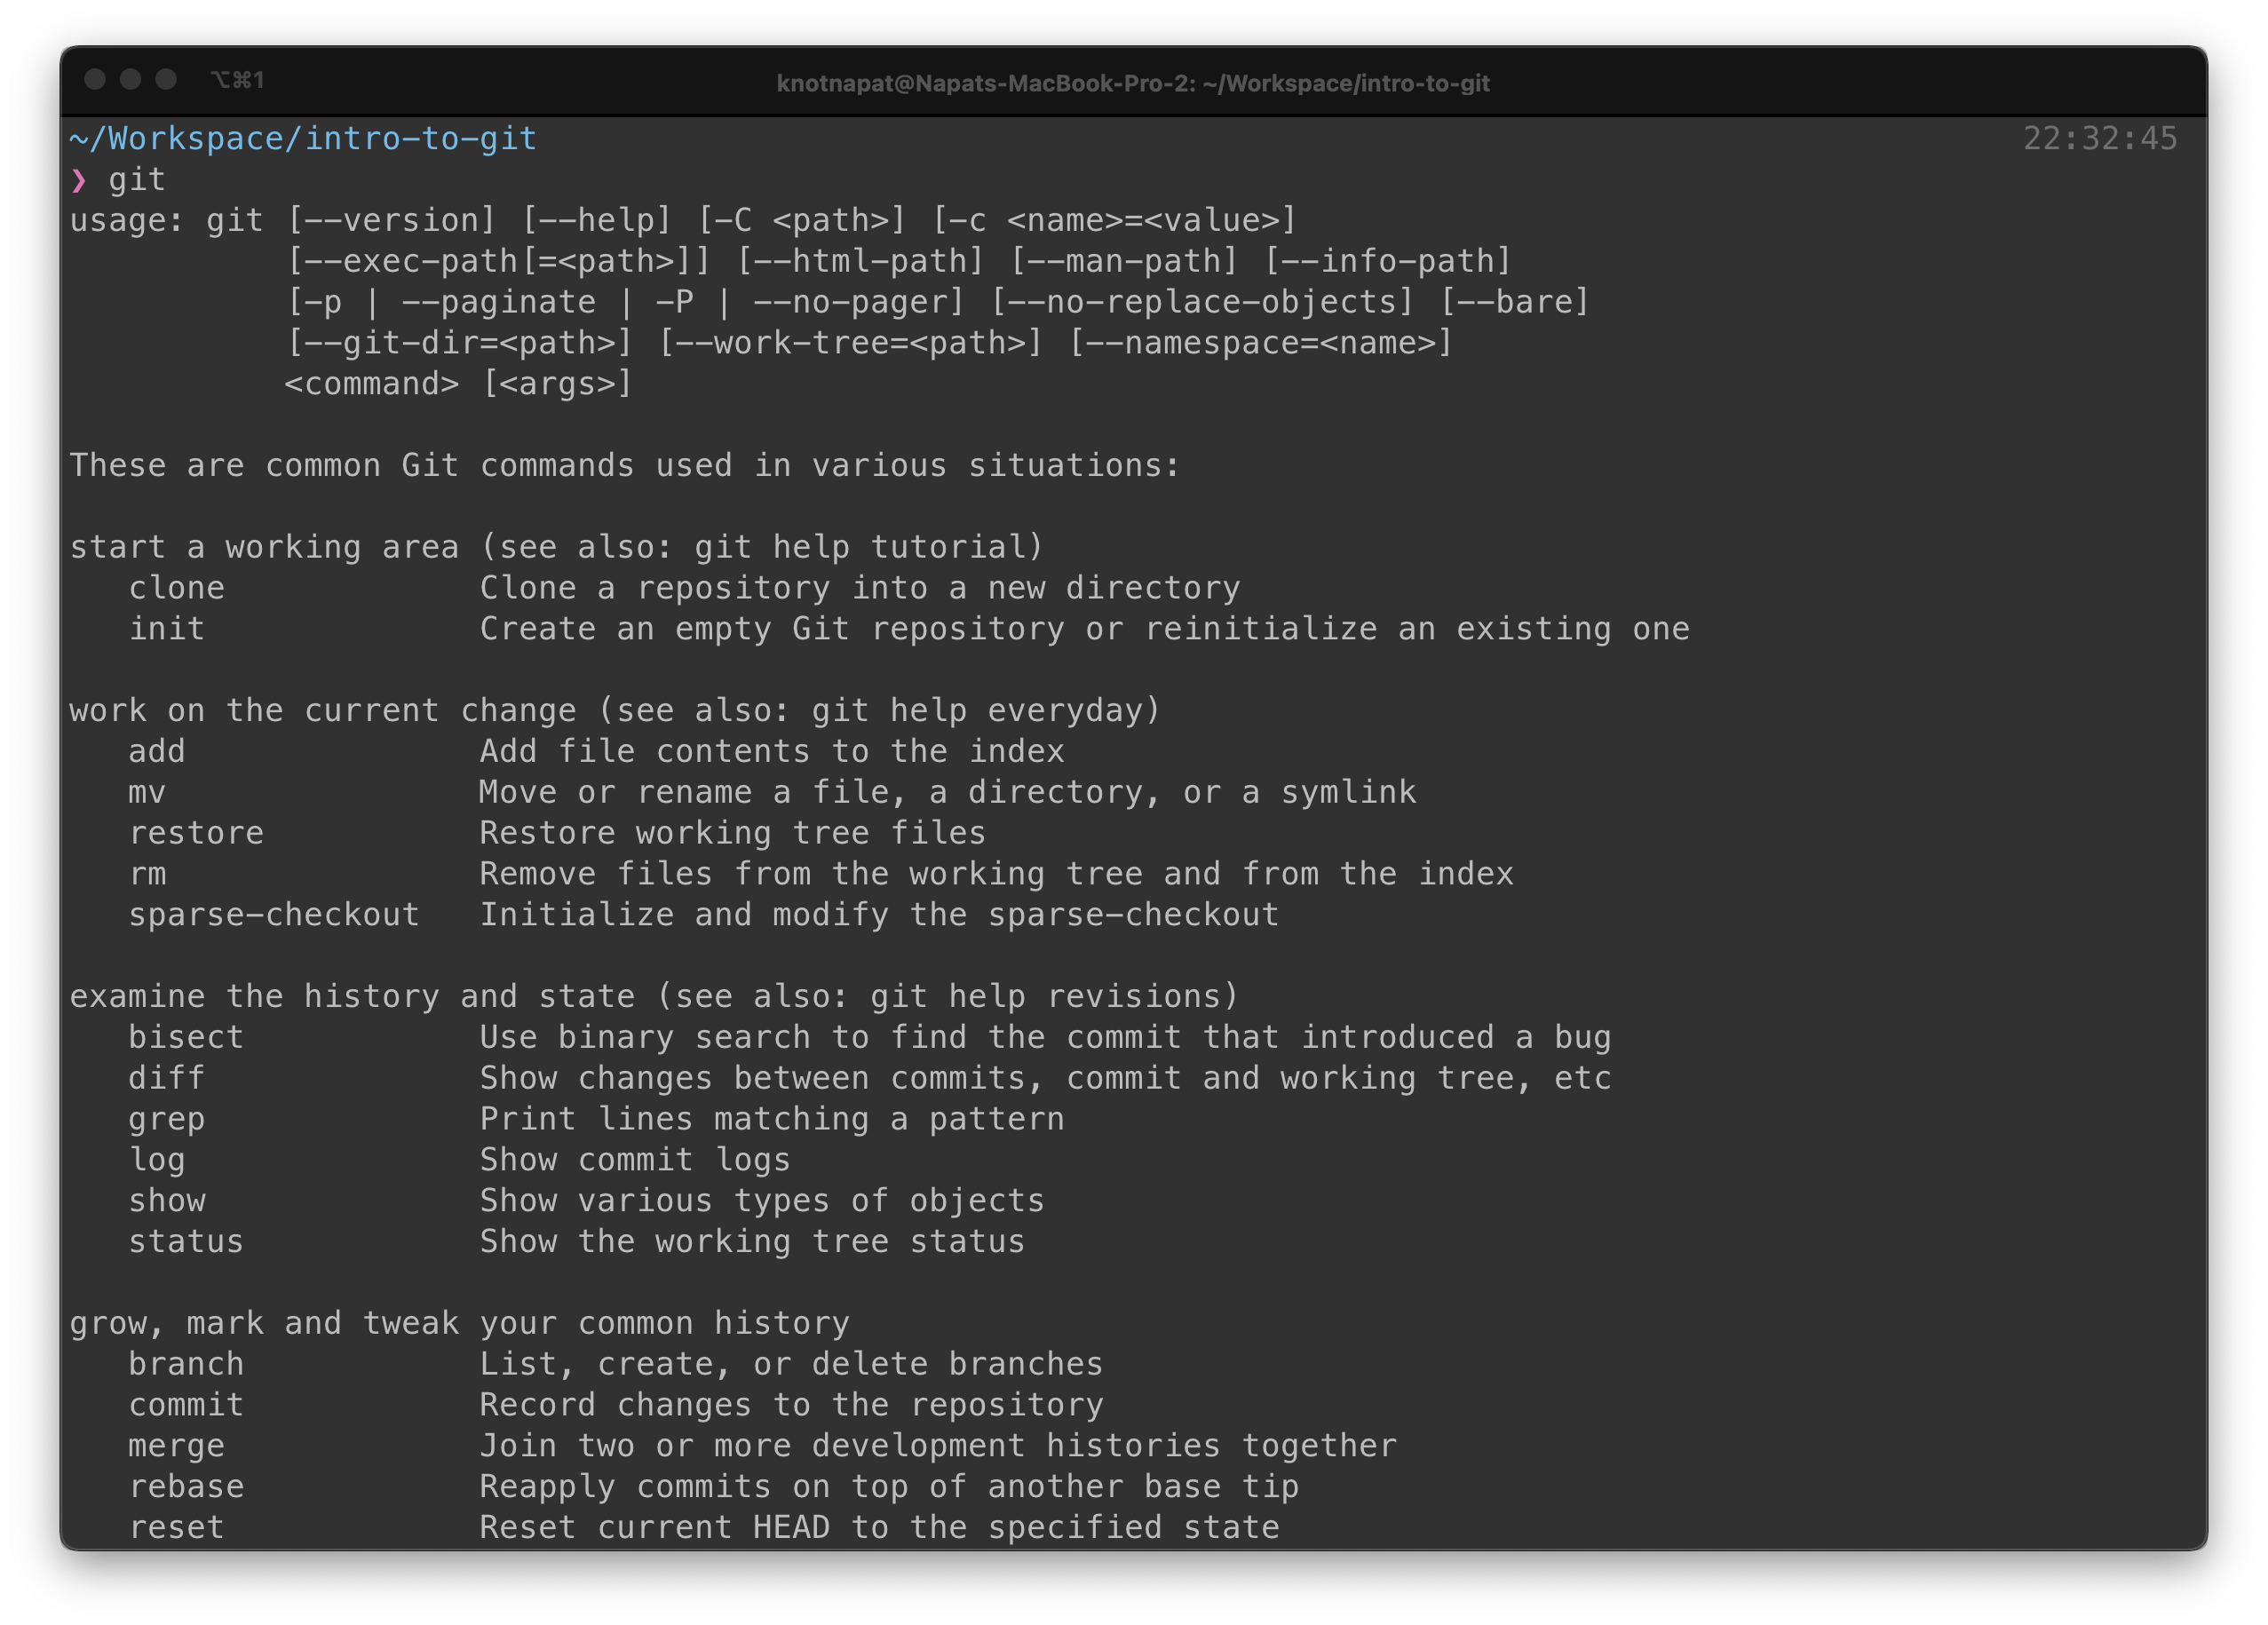 ⌥⌘1
knotnapat@Napats-MacBook-Pro-2: ~/Workspace/intro-to-git
~/Workspace/intro-to-git 22:32:45
❯ git
usage: git [--version] [--help] [-C <path>] [-c <name>=<value>]
           [--exec-path[=<path>]] [--html-path] [--man-path] [--info-path]
           [-p | --paginate | -P | --no-pager] [--no-replace-objects] [--bare]
           [--git-dir=<path>] [--work-tree=<path>] [--namespace=<name>]
           <command> [<args>]

These are common Git commands used in various situations:

start a working area (see also: git help tutorial)
   clone             Clone a repository into a new directory
   init              Create an empty Git repository or reinitialize an existing one

work on the current change (see also: git help everyday)
   add               Add file contents to the index
   mv                Move or rename a file, a directory, or a symlink
   restore           Restore working tree files
   rm                Remove files from the working tree and from the index
   sparse-checkout   Initialize and modify the sparse-checkout

examine the history and state (see also: git help revisions)
   bisect            Use binary search to find the commit that introduced a bug
   diff              Show changes between commits, commit and working tree, etc
   grep              Print lines matching a pattern
   log               Show commit logs
   show              Show various types of objects
   status            Show the working tree status

grow, mark and tweak your common history
   branch            List, create, or delete branches
   commit            Record changes to the repository
   merge             Join two or more development histories together
   rebase            Reapply commits on top of another base tip
   reset             Reset current HEAD to the specified state